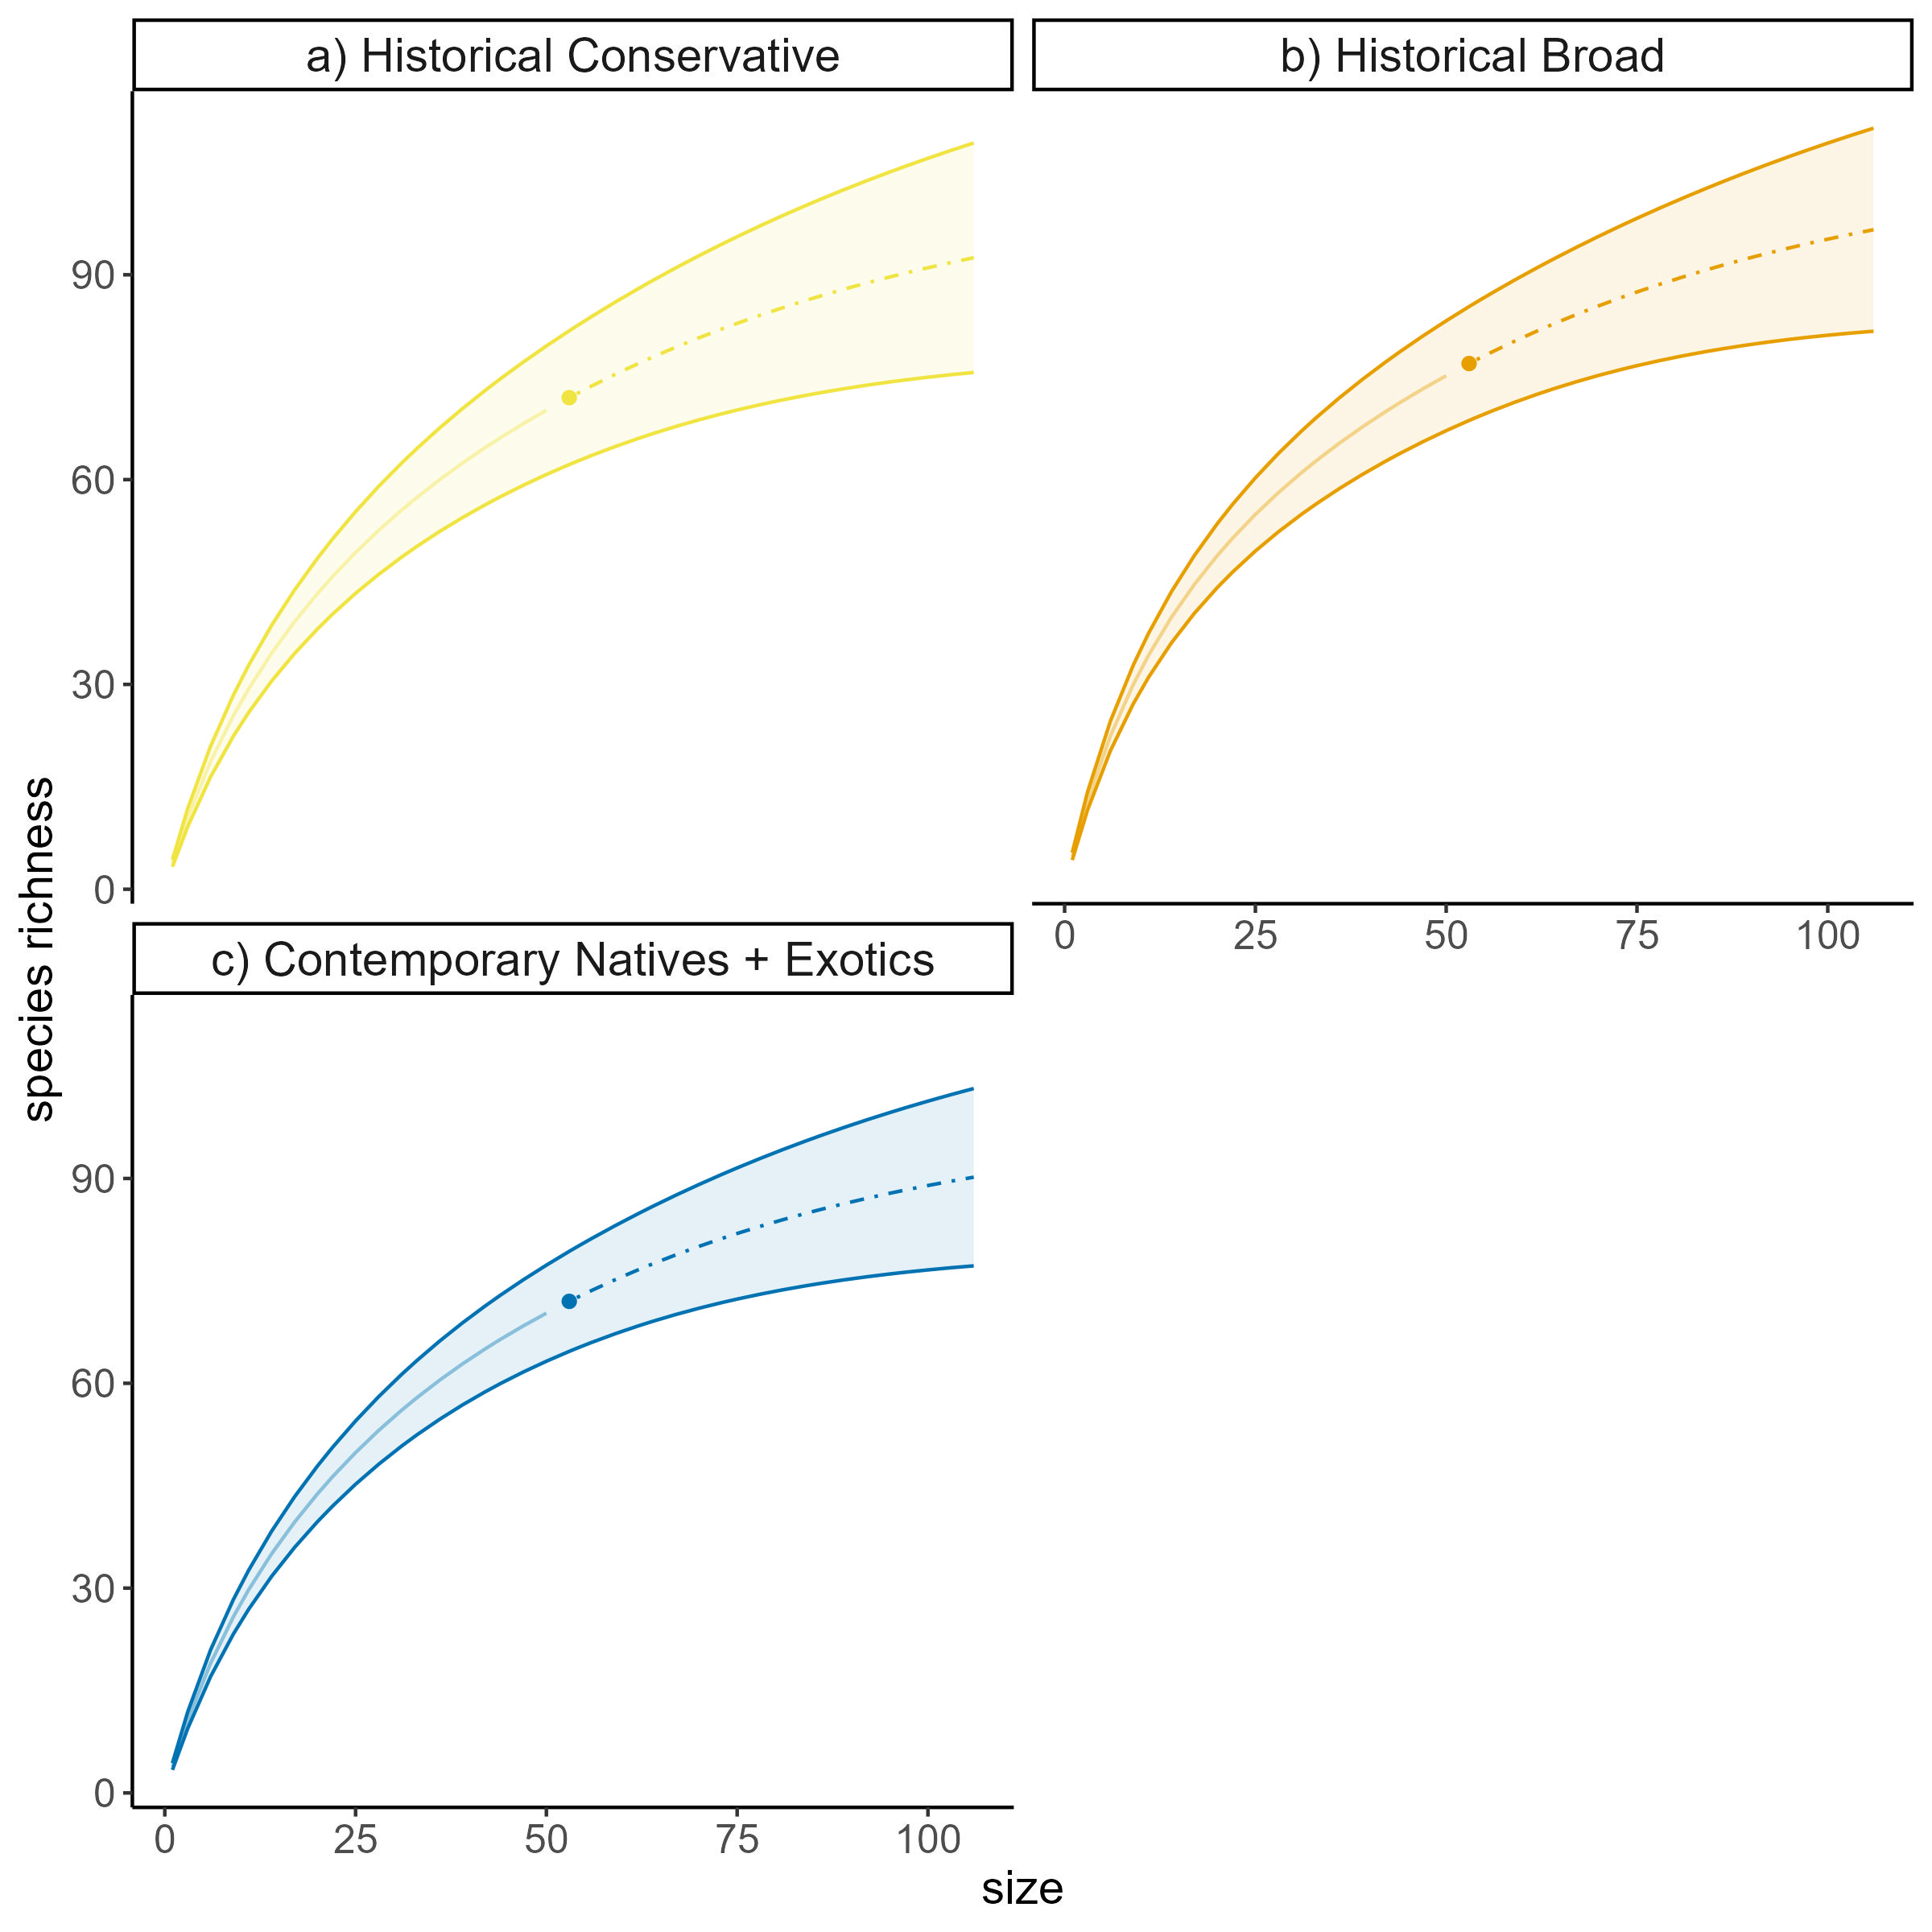 a) Historical Conservative
b) Historical Broad
90
60
30
0
0 25 50 75 100
species richness
c) Contemporary Natives + Exotics
90
60
30
0
0 25 50 75 100
size